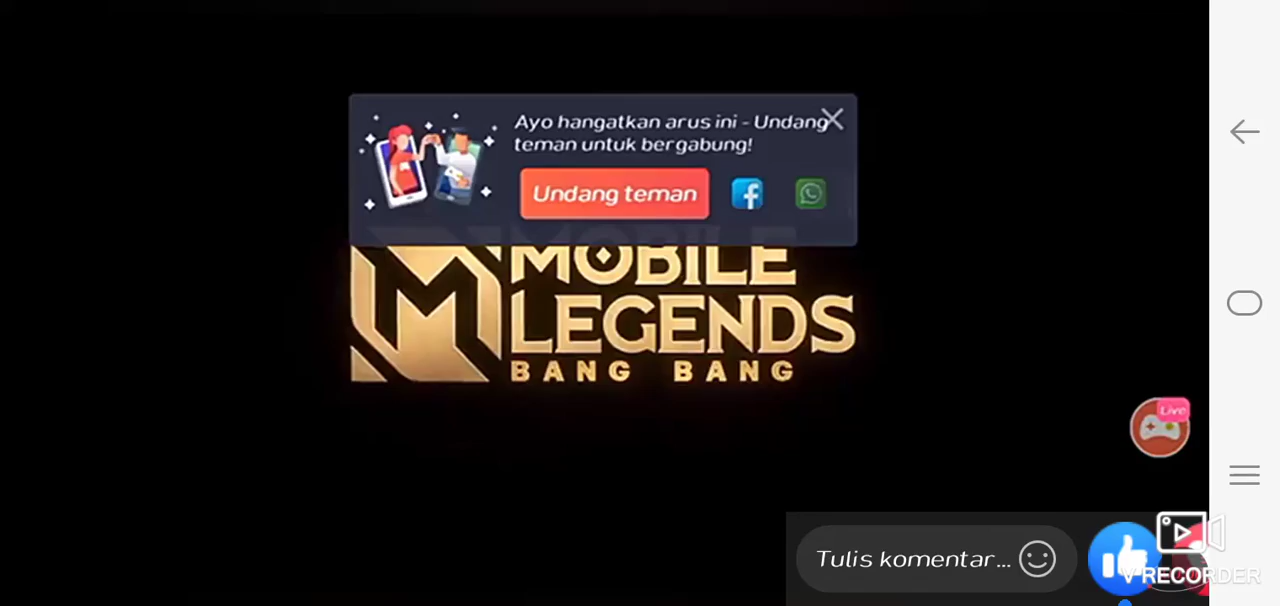 Ayo hangatkan arus ini - Undang
teman untuk bergabung!
Undang teman
MOBILE
LEGENDS
BANG BANG
Live
Tulis komentar...
V RECORDER